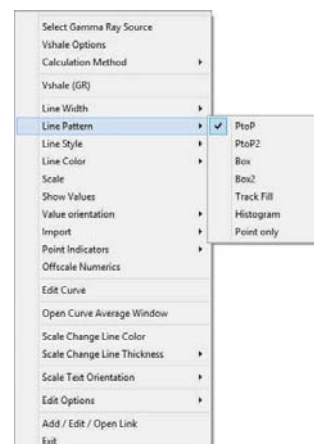 Select Gamma Ray Source
Vshale Options
Calculation Method
Vshale (GR)
Line Width
Line Pattern
Line Style
Line Color
Scale
Show Values
Value orientation
Import
Point Indicators
Offscale Numerics
Edit Curve
Open Curve Average Window
Scale Change Line Color
Scale Change Line Thickness
Scale Text Orientation
Edit Options
Add / Edit / Open Link
Exit
PtoP
PtoP2
Box
Box2
Track Fill
Histogram
Point only